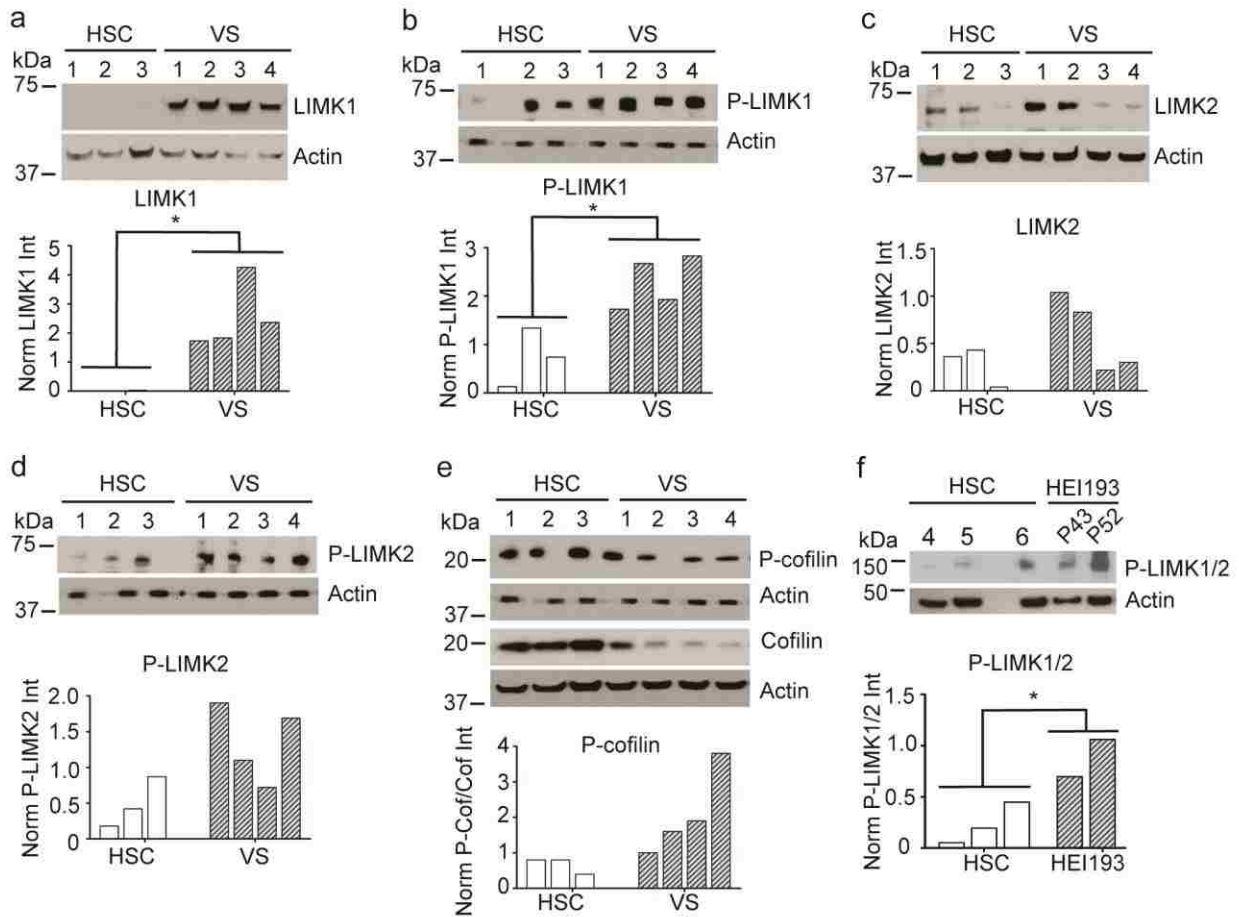 a
HSC VS
kDa 1 2 3 1 2 3 4
75
LIMK1
Actin
37
LIMK1
*
Norm LIMK1 Int
5
4
3
2
1
0
HSC VS
b
HSC VS
kDa 1 2 3 1 2 3 4
75
P-LIMK1
Actin
37
P-LIMK1
*
Norm P-LIMK1 Int
3
2
1
0
HSC VS
c
HSC VS
kDa 1 2 3 1 2 3 4
75
LIMK2
Actin
37
LIMK2
Norm LIMK2 Int
1.5
1.0
0.5
0
HSC VS
d
HSC VS
kDa 1 2 3 1 2 3 4
75
P-LIMK2
Actin
37
P-LIMK2
Norm P-LIMK2 Int
2.0
1.5
1.0
0.5
0
HSC VS
e
HSC VS
kDa 1 2 3 1 2 3 4
20 P-cofilin
Actin
37
20 Cofilin
Actin
37
P-cofilin
Norm P-Cof/Cof Int
4
3
2
1
0
HSC VS
f
HSC HEI193
kDa 4 5 6 P43 P52
150 P-LIMK1/2
50
Actin
P-LIMK1/2
*
Norm P-LIMK1/2 Int
1.5
1.0
0.5
0
HSC HEI193